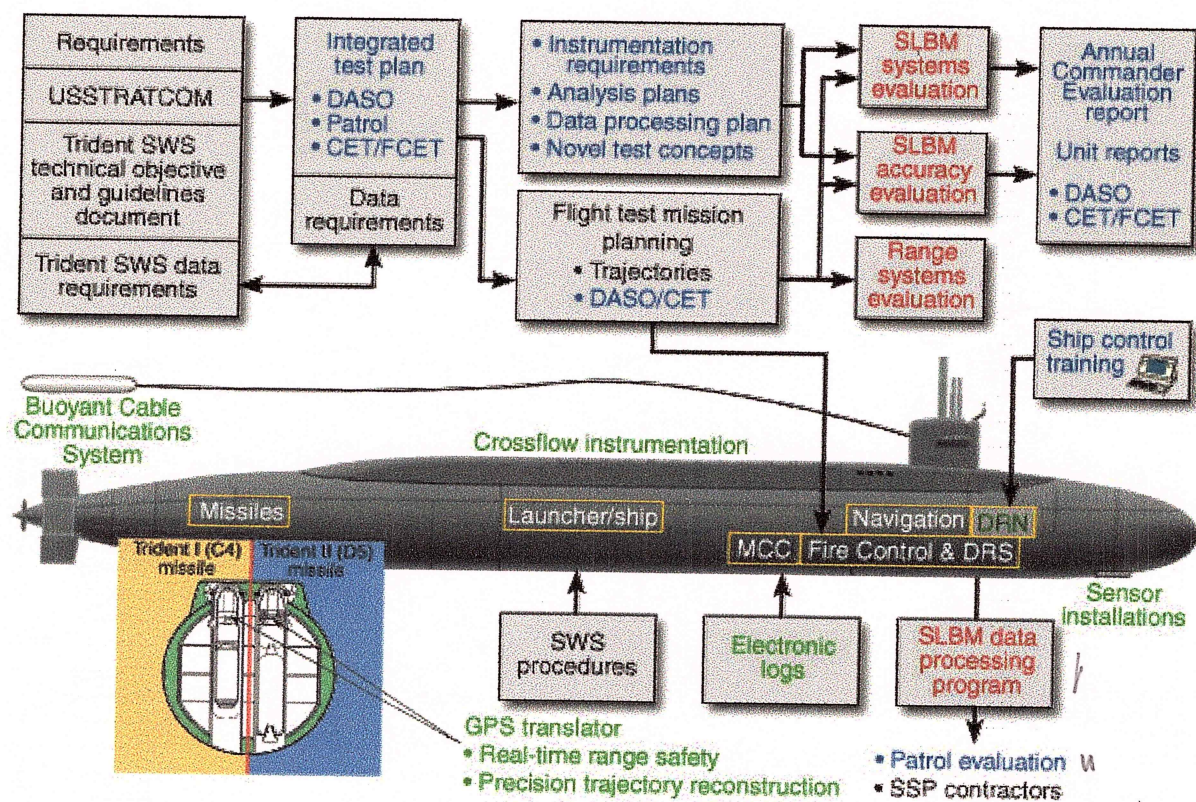 Requirements
USSTRATCOM
Trident SWS
technical objective
and guidelines
document
Trident SWS data
requirements
Integrated
test plan
• DASO
• Patrol
• CET/FCET
Data
requirements
• Instrumentation
requirements
• Analysis plans
• Data processing plan
• Novel test concepts
Flight test mission
planning
• Trajectories
• DASO/CET
SLBM
systems
evaluation
SLBM
accuracy
evaluation
Range
systems
evaluation
Annual
Commander
Evaluation
report
Unit reports
• DASO
• CET/FCET
Ship control
training
Buoyant Cable
Communications
System
Crossflow instrumentation
Missiles
Launcher/ship
Navigation
DRN
MCC
Fire Control & DRS
Trident I (C4)
missile
Trident II (D5)
missile
Sensor
installations
SWS
procedures
Electronic
logs
SLBM data
processing
program
GPS translator
• Real-time range safety
• Precision trajectory reconstruction
• Patrol evaluation
• SSP contractors